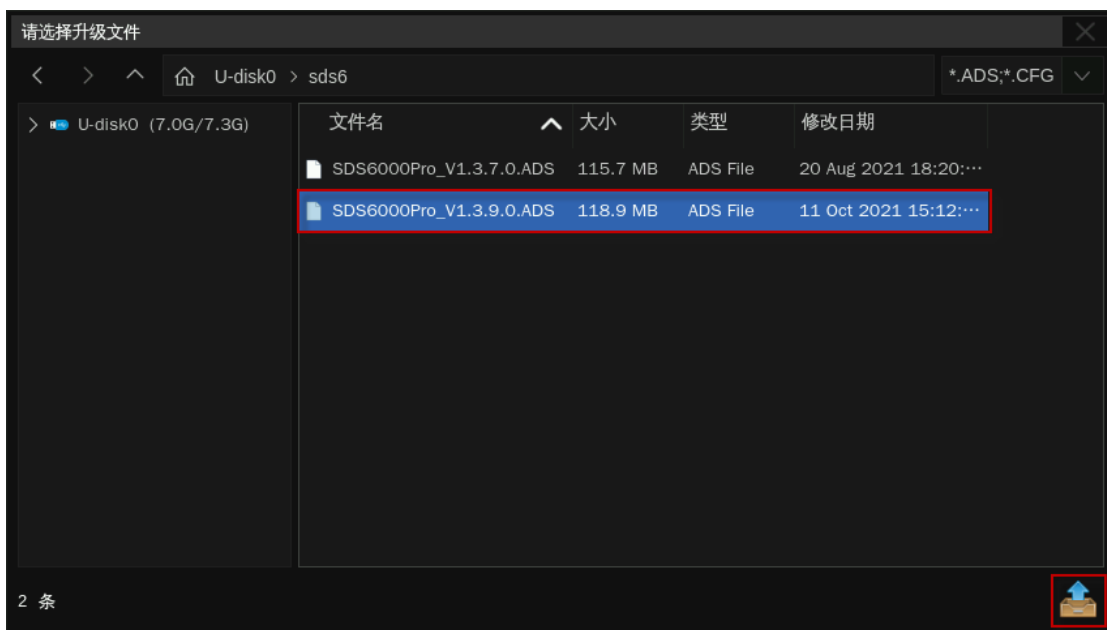 请选择升级文件
U-disk0 > sds6 *.ADS;*.CFG
U-disk0 (7.0G/7.3G)
文件名 大小 类型 修改日期
SDS6000Pro_V1.3.7.0.ADS 115.7 MB ADS File 20 Aug 2021 18:20:⋯
SDS6000Pro_V1.3.9.0.ADS 118.9 MB ADS File 11 Oct 2021 15:12:⋯
2 条